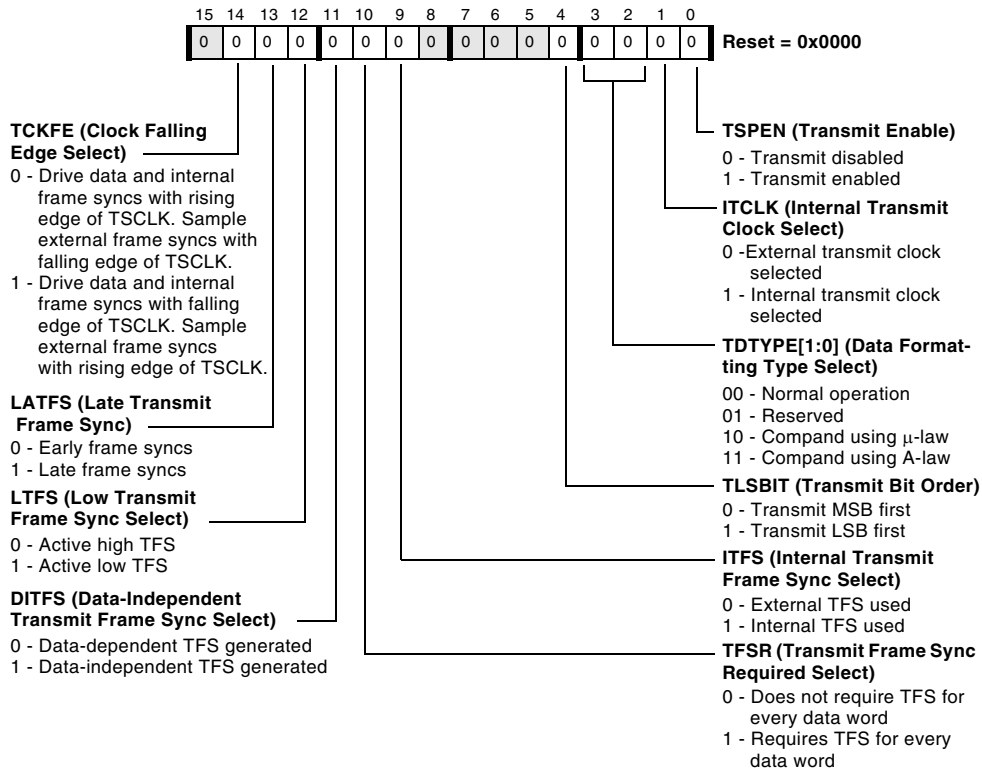 15 14 13 12 11 10 9 8 7 6 5 4 3 2 1 0
0 0 0 0 0 0 0 0 0 0 0 0 0 0 0 0 Reset = 0x0000
TCKFE (Clock Falling
Edge Select)
0 - Drive data and internal
frame syncs with rising
edge of TSCLK. Sample
external frame syncs with
falling edge of TSCLK.
1 - Drive data and internal
frame syncs with falling
edge of TSCLK. Sample
external frame syncs
with rising edge of TSCLK.
LATFS (Late Transmit
Frame Sync)
0 - Early frame syncs
1 - Late frame syncs
LTFS (Low Transmit
Frame Sync Select)
0 - Active high TFS
1 - Active low TFS
DITFS (Data-Independent
Transmit Frame Sync Select)
0 - Data-dependent TFS generated
1 - Data-independent TFS generated
TSPEN (Transmit Enable)
0 - Transmit disabled
1 - Transmit enabled
ITCLK (Internal Transmit
Clock Select)
0 -External transmit clock
selected
1 - Internal transmit clock
selected
TDTYPE[1:0] (Data Format-
ting Type Select)
00 - Normal operation
01 - Reserved
10 - Compand using μ-law
11 - Compand using A-law
TLSBIT (Transmit Bit Order)
0 - Transmit MSB first
1 - Transmit LSB first
ITFS (Internal Transmit
Frame Sync Select)
0 - External TFS used
1 - Internal TFS used
TFSR (Transmit Frame Sync
Required Select)
0 - Does not require TFS for
every data word
1 - Requires TFS for every
data word